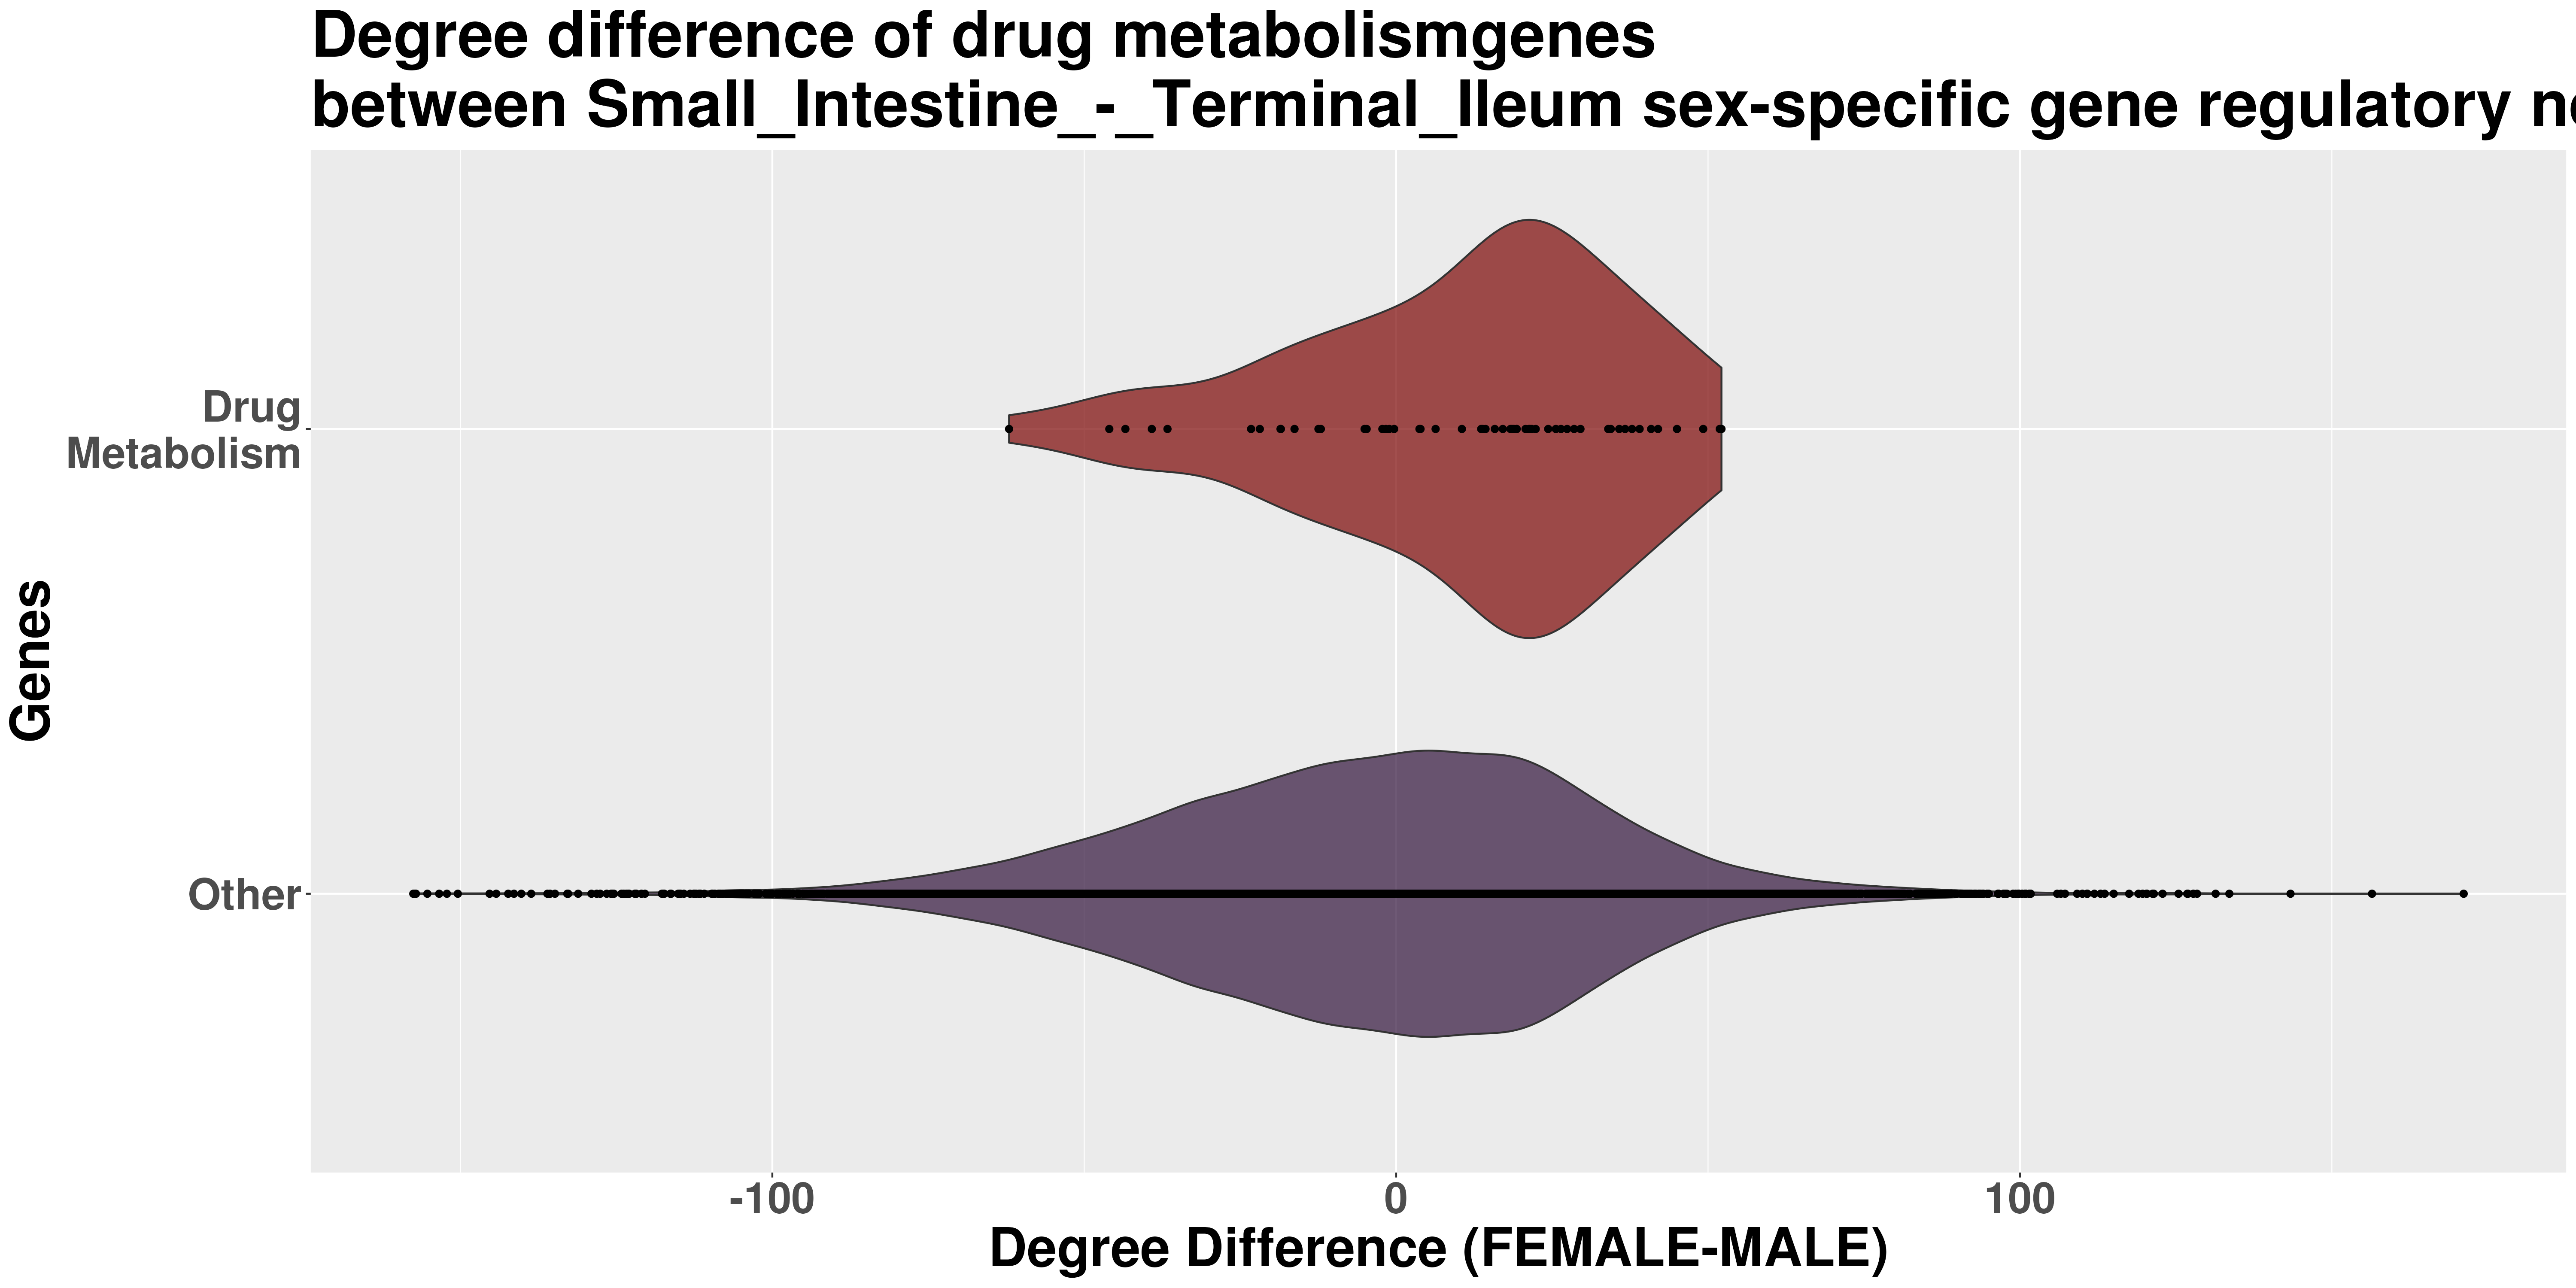 Degree difference of drug metabolismgenes
between Small_Intestine_-_Terminal_Ileum sex-specific gene regulatory
Drug
Metabolism
Other
Genes
-100
0
100
Degree Difference (FEMALE-MALE)